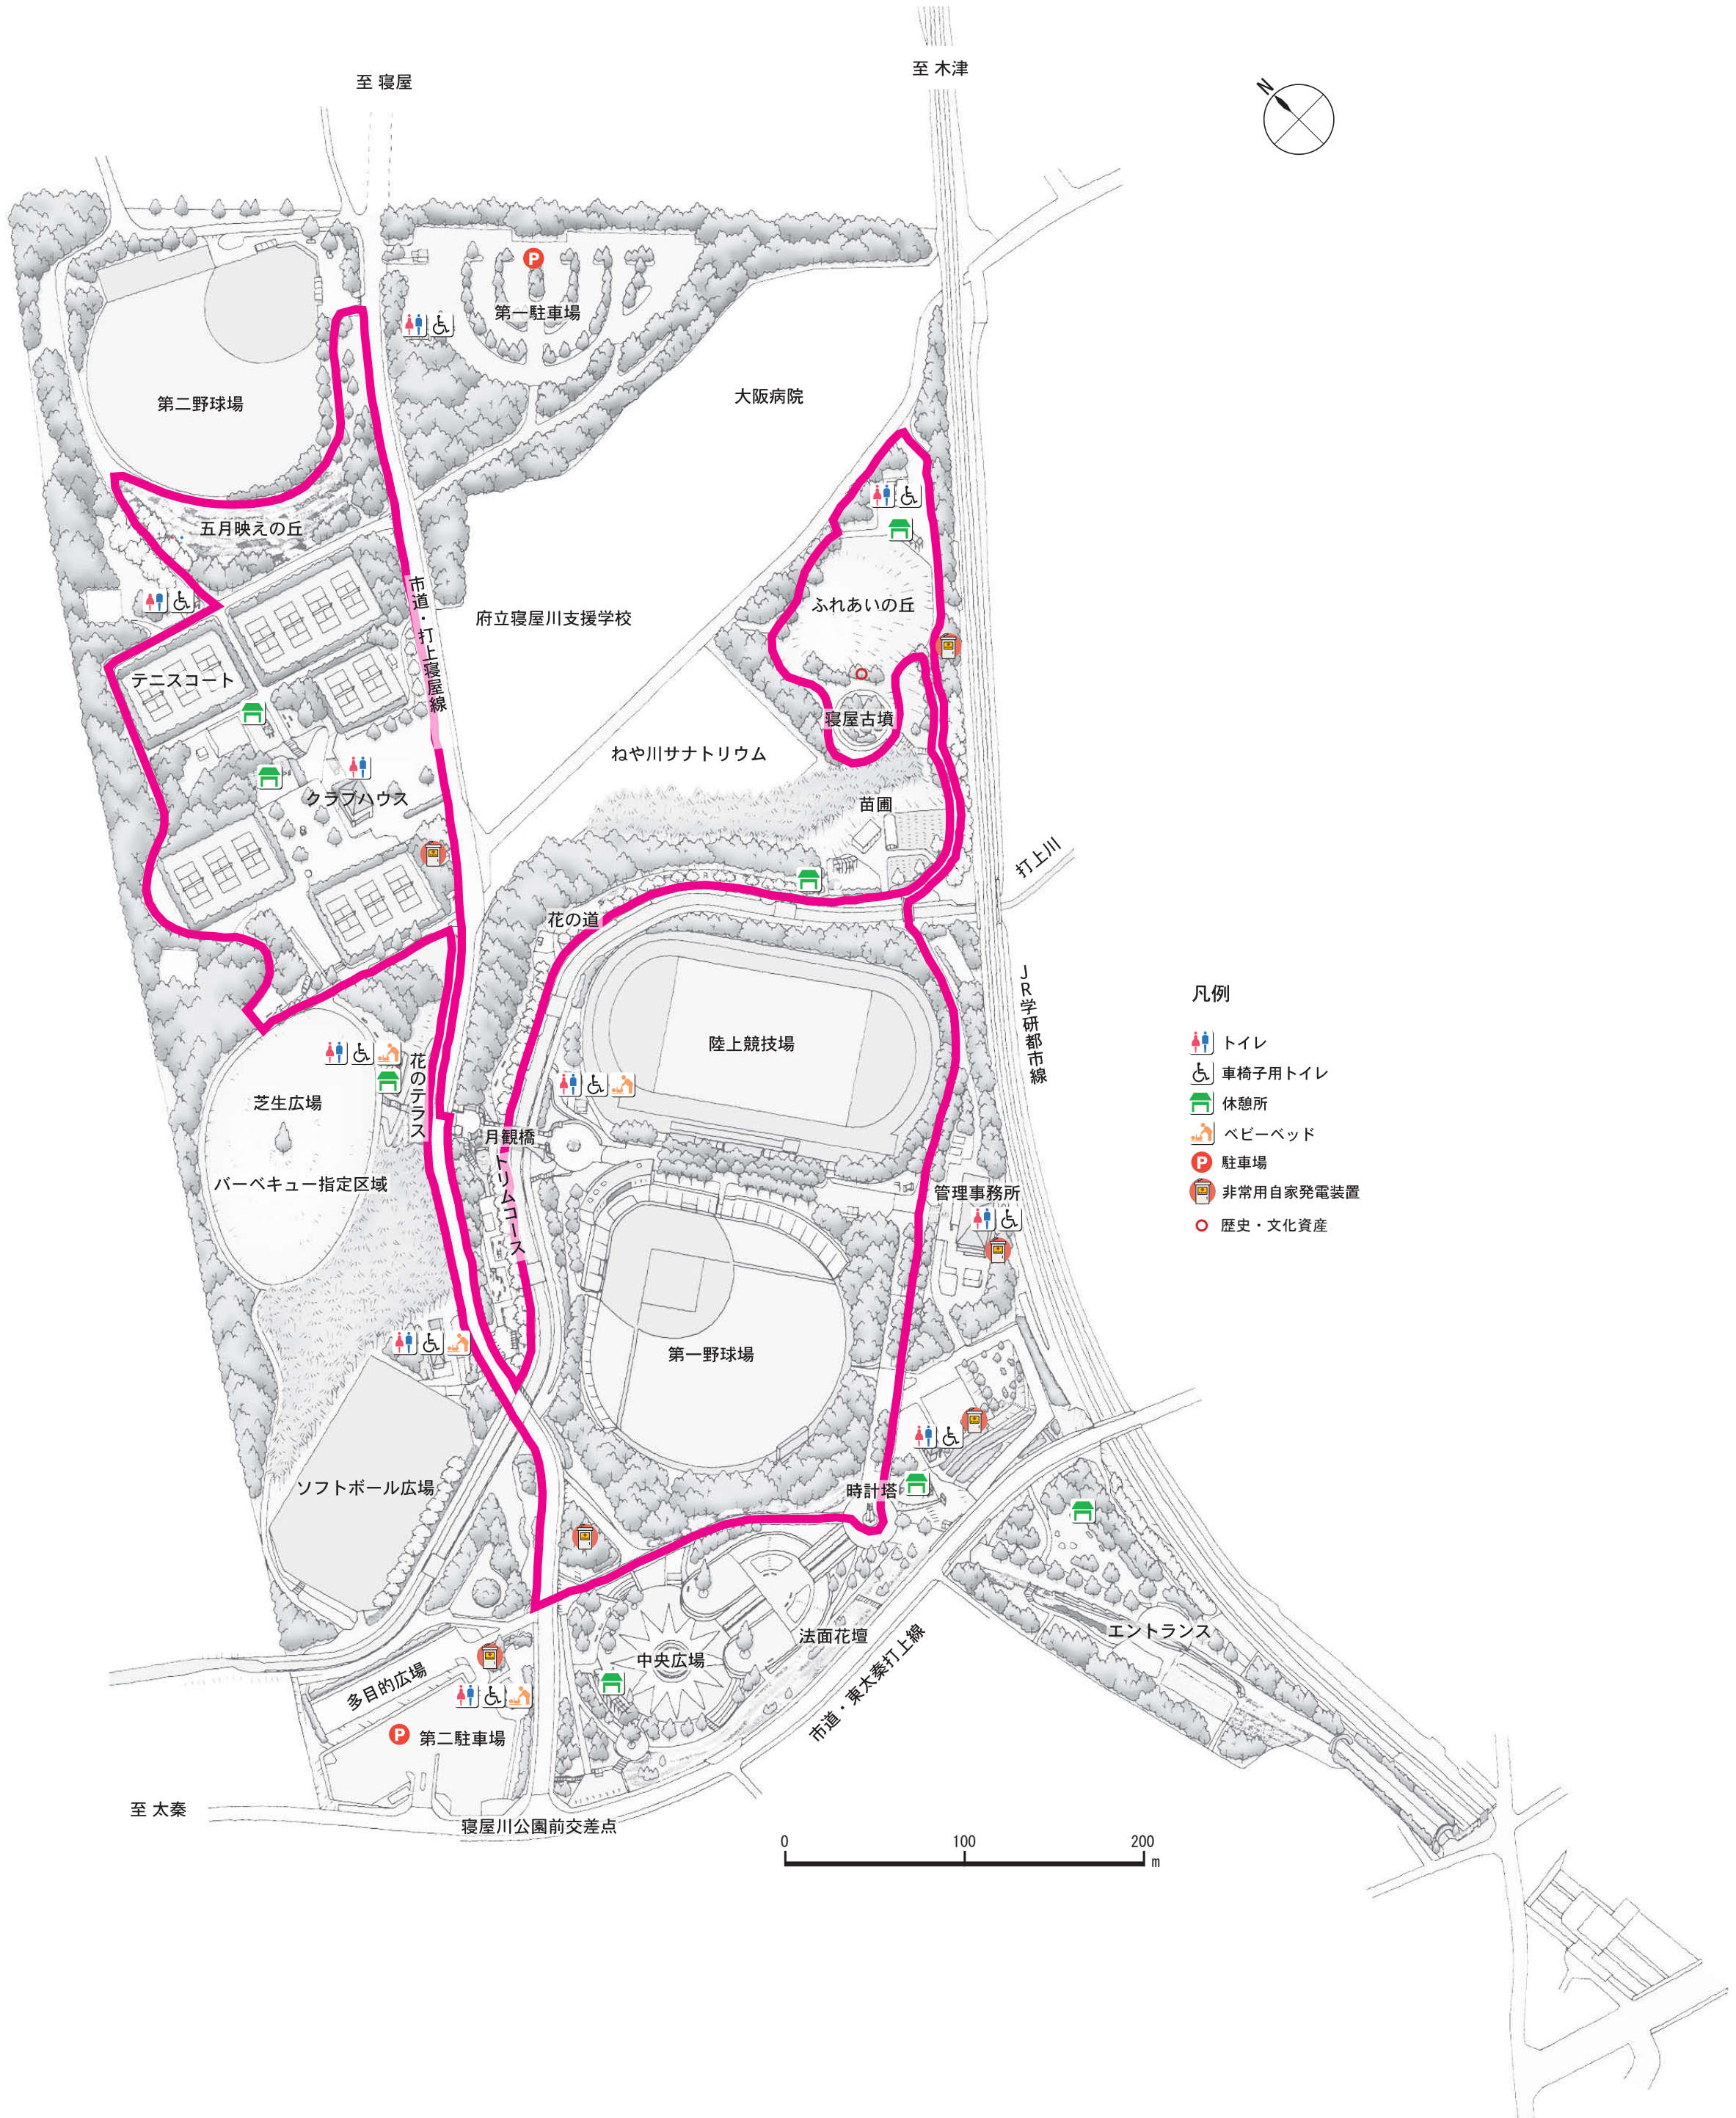 至 寝屋
至 木津
N
P
第一駐車場
大阪病院
第二野球場
五月映えの丘
市道・打上寝屋線
府立寝屋川支援学校
ふれあいの丘
テニスコート
寝屋古墳
ねや川サナトリウム
クラブハウス
苗圃
打上川
花の道
JR学研都市線
陸上競技場
花のテラス
芝生広場
月観橋
トリムコース
バーベキュー指定区域
管理事務所
第一野球場
ソフトボール広場
時計塔
エントランス
法面花壇
中央広場
市道・東太秦打上線
多目的広場
P
第二駐車場
至 太秦
寝屋川公園前交差点
0 100 200
m
凡例
トイレ
車椅子用トイレ
休憩所
ベビーベッド
P 駐車場
非常用自家発電装置
歴史・文化資産